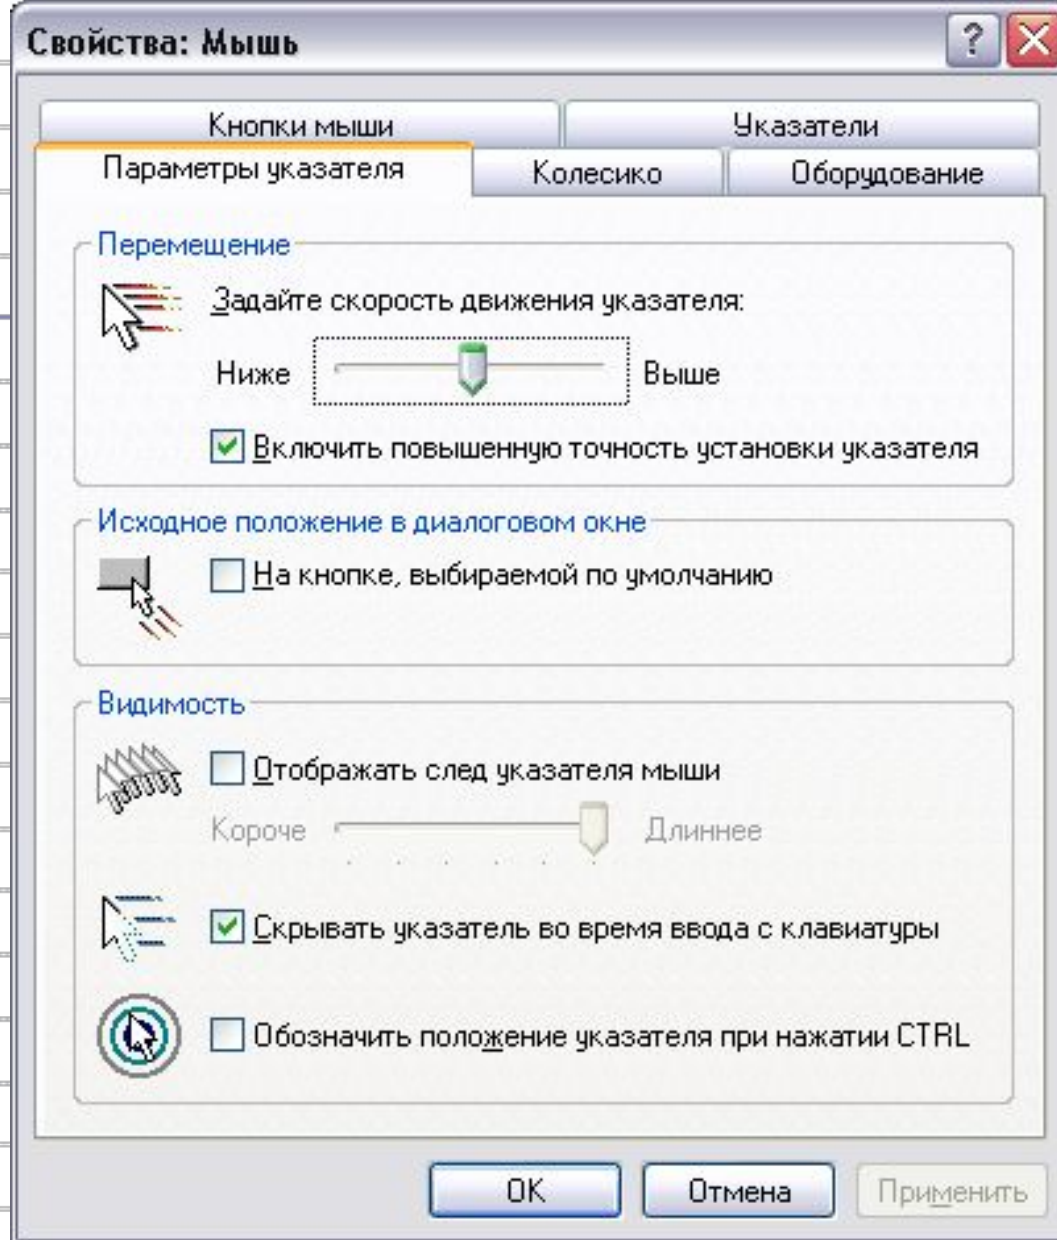 Свойства: Мышь
Кнопки мыши
Указатели
Параметры указателя
Колесико
Оборудование
Перемещение
Задайте скорость движения указателя:
Ниже
Выше
Включить повышенную точность установки указателя
Исходное положение в диалоговом окне
На кнопке, выбираемой по умолчанию
Видимость
Отображать след указателя мыши
Короче
Длиннее
Скрывать указатель во время ввода с клавиатуры
Обозначить положение указателя при нажатии CTRL
OK
Отмена
Применить